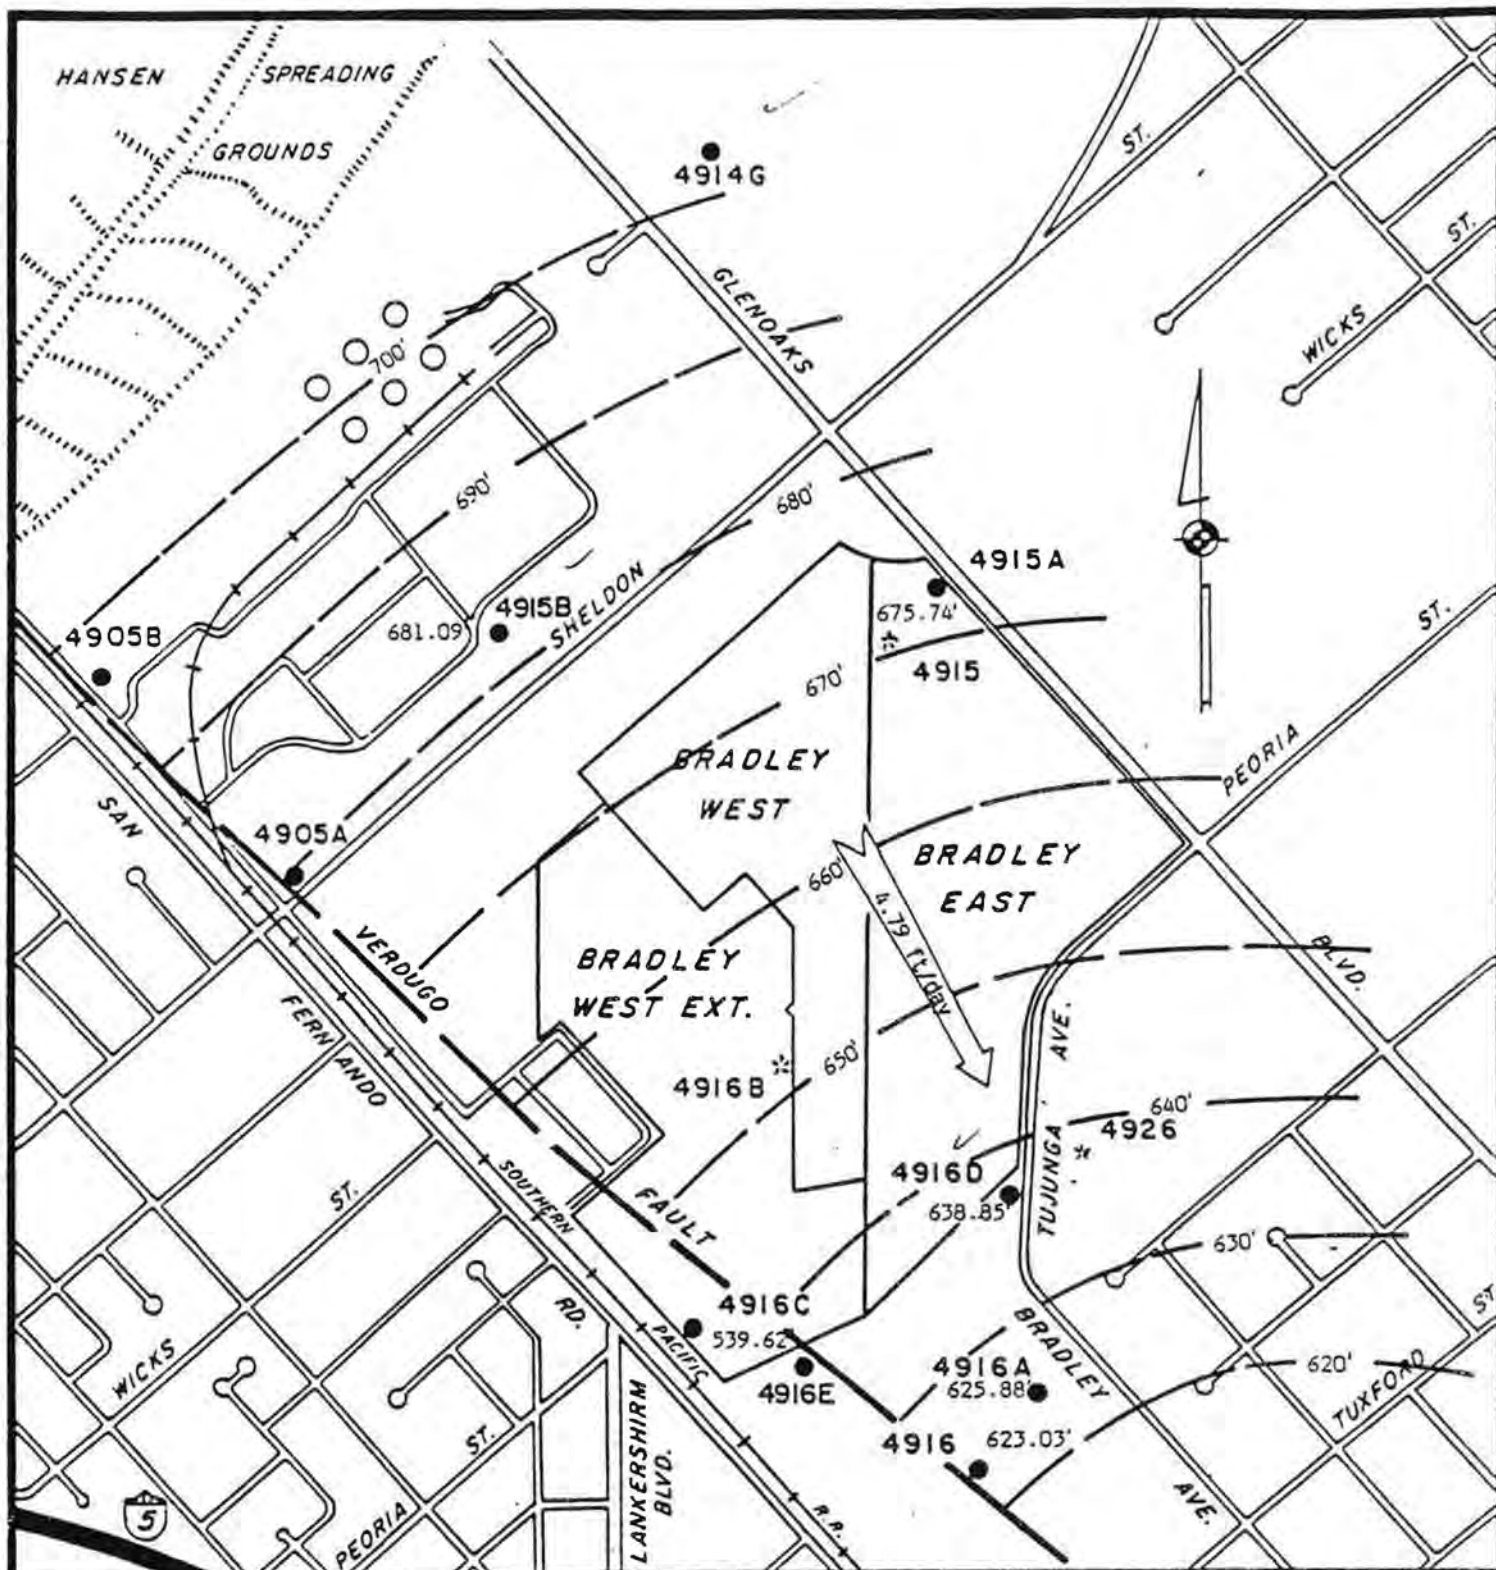 HANSEN SPREADING
GROUNDS
4914G
ST.
ST.
WICKS
GLENOAKS
700'
690'
680'
4915A
675.74'
4915
4915B
681.09'
SHELDON
4905B
670'
ST.
PEORIA
BRADLEY
WEST
SAN
4905A
660'
BRADLEY
EAST
4.79 ft/day
VERDUGO
BRADLEY
WEST EXT.
BLVD.
FERNANDO
AVE.
650'
4916B
640'
4926
TUJUNGA
4916D
638.85'
SOUTHERN
ST.
FAULT
630'
RD.
4916C
539.62'
PACIFIC
ST.
BRADLEY
WICKS
4916E
4916A
625.88'
620'
TUXFORD
LANKERSHIRM
BLVD.
ST.
4916
623.03'
AVE.
5
PEORIA
R.R.